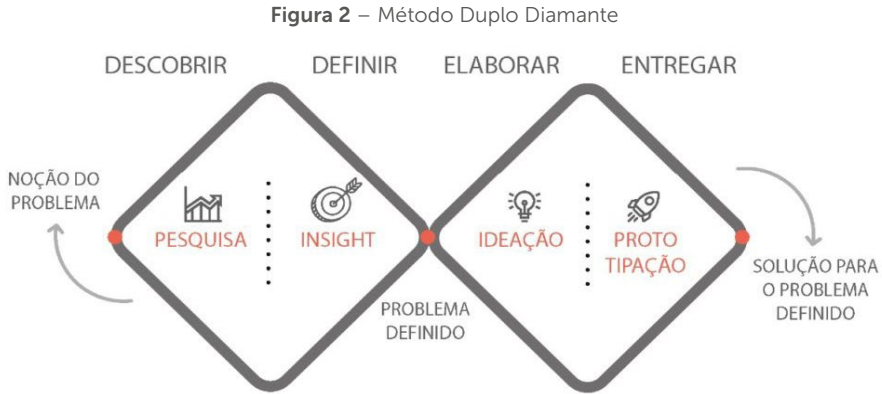 Figura 2 – Método Duplo Diamante
DESCOBRIR
DEFINIR
ELABORAR
ENTREGAR
NOÇÃO DO
PROBLEMA
PESQUISA
INSIGHT
IDEAÇÃO
PROTO
TIPAÇÃO
PROBLEMA
DEFINIDO
SOLUÇÃO PARA
O PROBLEMA
DEFINIDO